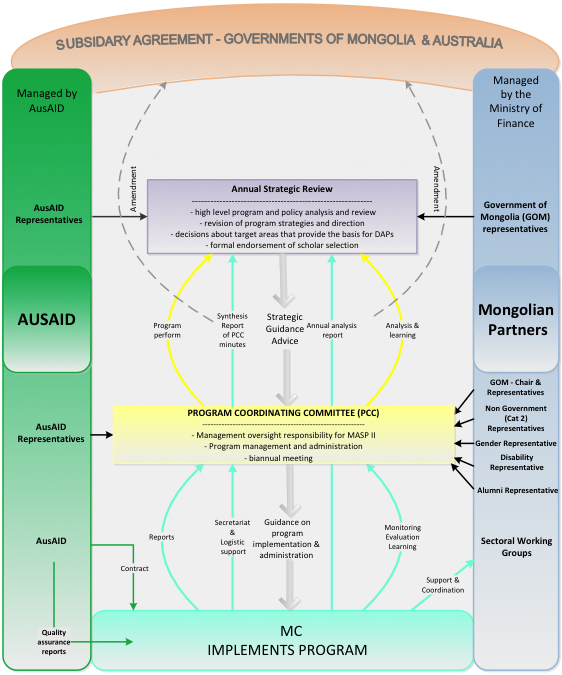 SUBSIDARY AGREEMENT - GOVERNMENTS OF MONGOLIA & AUSTRALIA
Managed by
AusAID
Managed
by the
Ministry of
Finance
Amendment
Amendment
Annual Strategic Review
- high level program and policy analysis and review
- revision of program strategies and direction
- decisions about target areas that provide the basis for DAPs
- formal endorsement of scholar selection
AusAID
Representatives
Government of
Mongolia (GOM)
representatives
AUSAID
Mongolian
Partners
Program
perform
Synthesis
Report
of PCC
minutes
Strategic
Guidance
Advice
Annual analysis
report
Analysis &
learning
GOM - Chair &
Representatives
Non Government
(Cat 2)
Representatives
Gender Representative
Disability
Representative
Alumni Representative
AusAID
Representatives
PROGRAM COORDINATING COMMITTEE (PCC)
- Management oversight responsibility for MASP II
- Program management and administration
- biannual meeting
AusAID
Contract
Reports
Secretariat
&
Logistic
support
Guidance on
program
implementation &
administration
Monitoring
Evaluation
Learning
Sectoral Working
Groups
Support &
Coordination
Quality
assurance
reports
MC
IMPLEMENTS PROGRAM